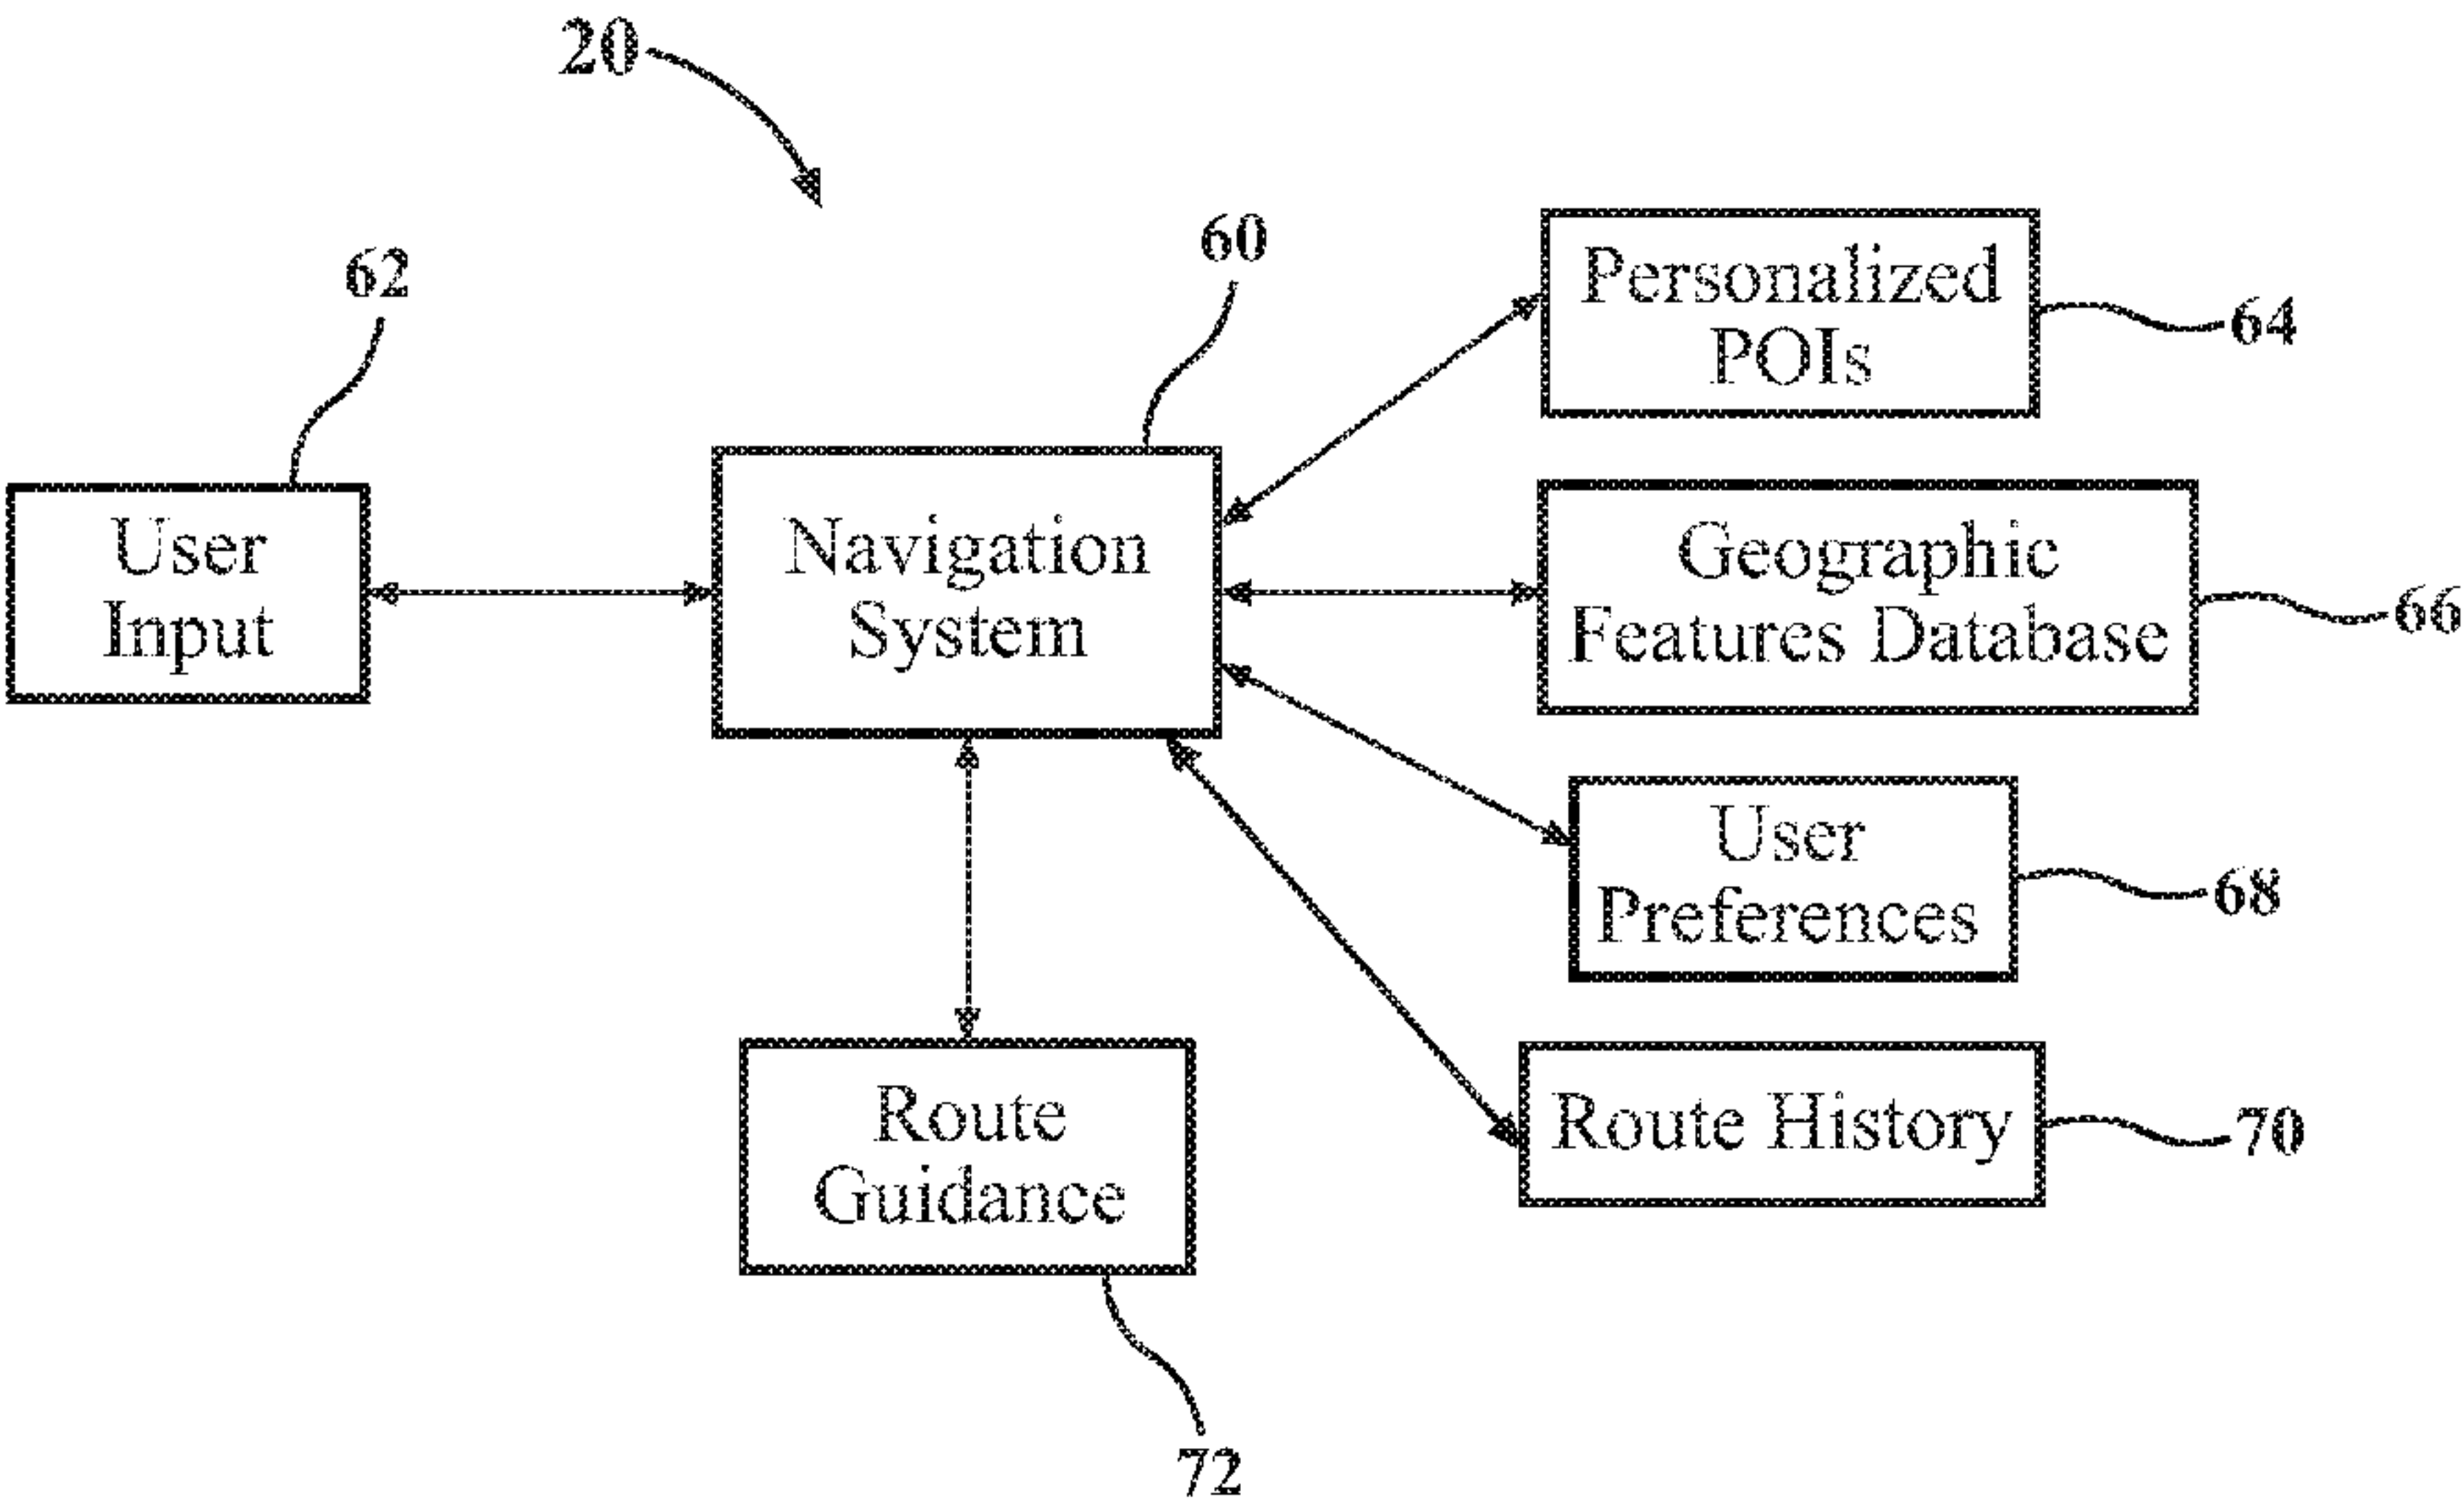 20
62
60
Personalized
POIs
64
User
Input
Navigation
System
Geographic
Features Database
66
User
Preferences
68
Route
Guidance
Route History
70
72